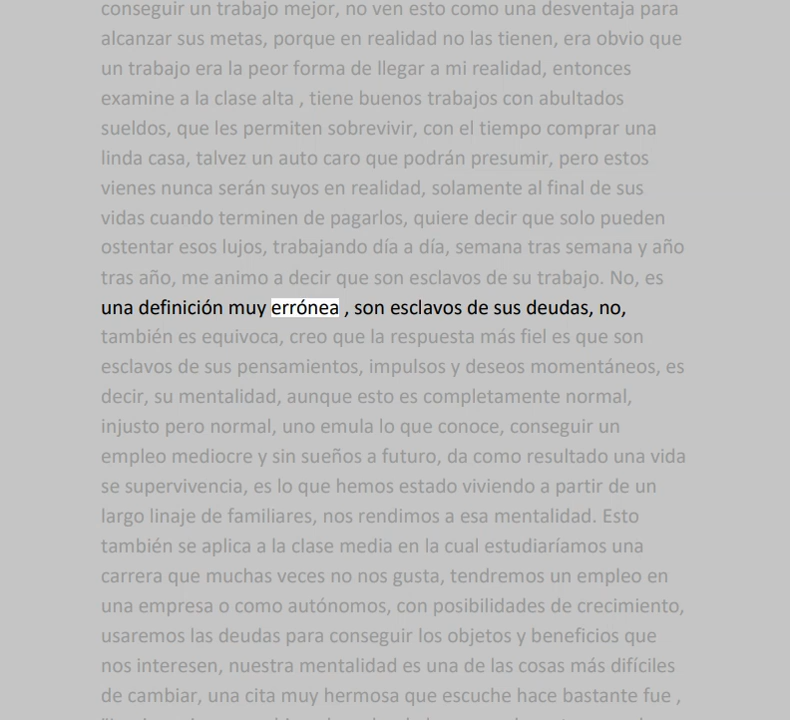 conseguir un trabajo mejor, no ven esto como una desventaja para
alcanzar sus metas, porque en realidad no las tienen, era obvio que
un trabajo era la peor forma de llegar a mi realidad, entonces
examine a la clase alta , tiene buenos trabajos con abultados
sueldos, que les permiten sobrevivir, con el tiempo comprar una
linda casa, talvez un auto caro que podrán presumir, pero estos
vienes nunca serán suyos en realidad, solamente al final de sus
vidas cuando terminen de pagarlos, quiere decir que solo pueden
ostentar esos lujos, trabajando día a día, semana tras semana y año
tras año, me animo a decir que son esclavos de su trabajo. No, es
una definición muy errónea , son esclavos de sus deudas, no,
también es equivoca, creo que la respuesta más fiel es que son
esclavos de sus pensamientos, impulsos y deseos momentáneos, es
decir, su mentalidad, aunque esto es completamente normal,
injusto pero normal, uno emula lo que conoce, conseguir un
empleo mediocre y sin sueños a futuro, da como resultado una vida
se supervivencia, es lo que hemos estado viviendo a partir de un
largo linaje de familiares, nos rendimos a esa mentalidad. Esto
también se aplica a la clase media en la cual estudiaríamos una
carrera que muchas veces no nos gusta, tendremos un empleo en
una empresa o como autónomos, con posibilidades de crecimiento,
usaremos las deudas para conseguir los objetos y beneficios que
nos interesen, nuestra mentalidad es una de las cosas más difíciles
de cambiar, una cita muy hermosa que escuche hace bastante fue ,